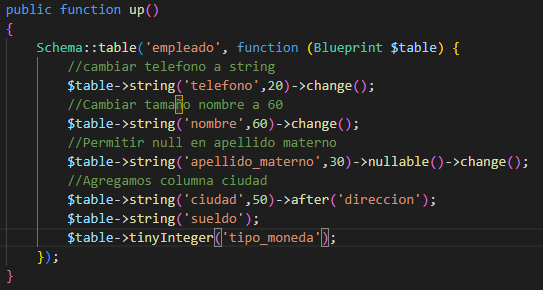 public function up()
{
    Schema::table('empleado', function (Blueprint $table) {
        //cambiar telefono a string
        $table->string('telefono',20)->change();
        //Cambiar tamaño nombre a 60
        $table->string('nombre',60)->change();
        //Permitir null en apellido materno
        $table->string('apellido_materno',30)->nullable()->change();
        //Agregamos columna ciudad
        $table->string('ciudad',50)->after('direccion');
        $table->string('sueldo');
        $table->tinyInteger('tipo_moneda');
    });
}